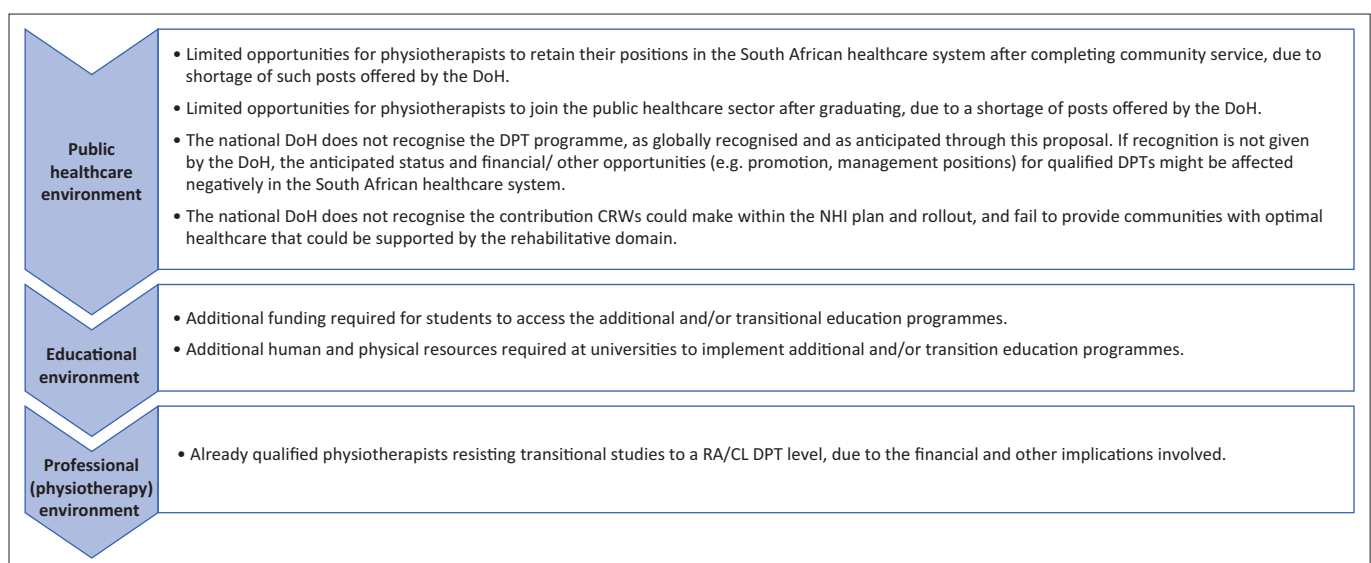 Public
healthcare
environment
• Limited opportunities for physiotherapists to retain their positions in the South African healthcare system after completing community service, due to
shortage of such posts offered by the DoH.
• Limited opportunities for physiotherapists to join the public healthcare sector after graduating, due to a shortage of posts offered by the DoH.
• The national DoH does not recognise the DPT programme, as globally recognised and as anticipated through this proposal. If recognition is not given
by the DoH, the anticipated status and financial/ other opportunities (e.g. promotion, management positions) for qualified DPTs might be affected
negatively in the South African healthcare system.
• The national DoH does not recognise the contribution CRWs could make within the NHI plan and rollout, and fail to provide communities with optimal
healthcare that could be supported by the rehabilitative domain.
Educational
environment
• Additional funding required for students to access the additional and/or transitional education programmes.
• Additional human and physical resources required at universities to implement additional and/or transition education programmes.
Professional
(physiotherapy)
environment
• Already qualified physiotherapists resisting transitional studies to a RA/CL DPT level, due to the financial and other implications involved.